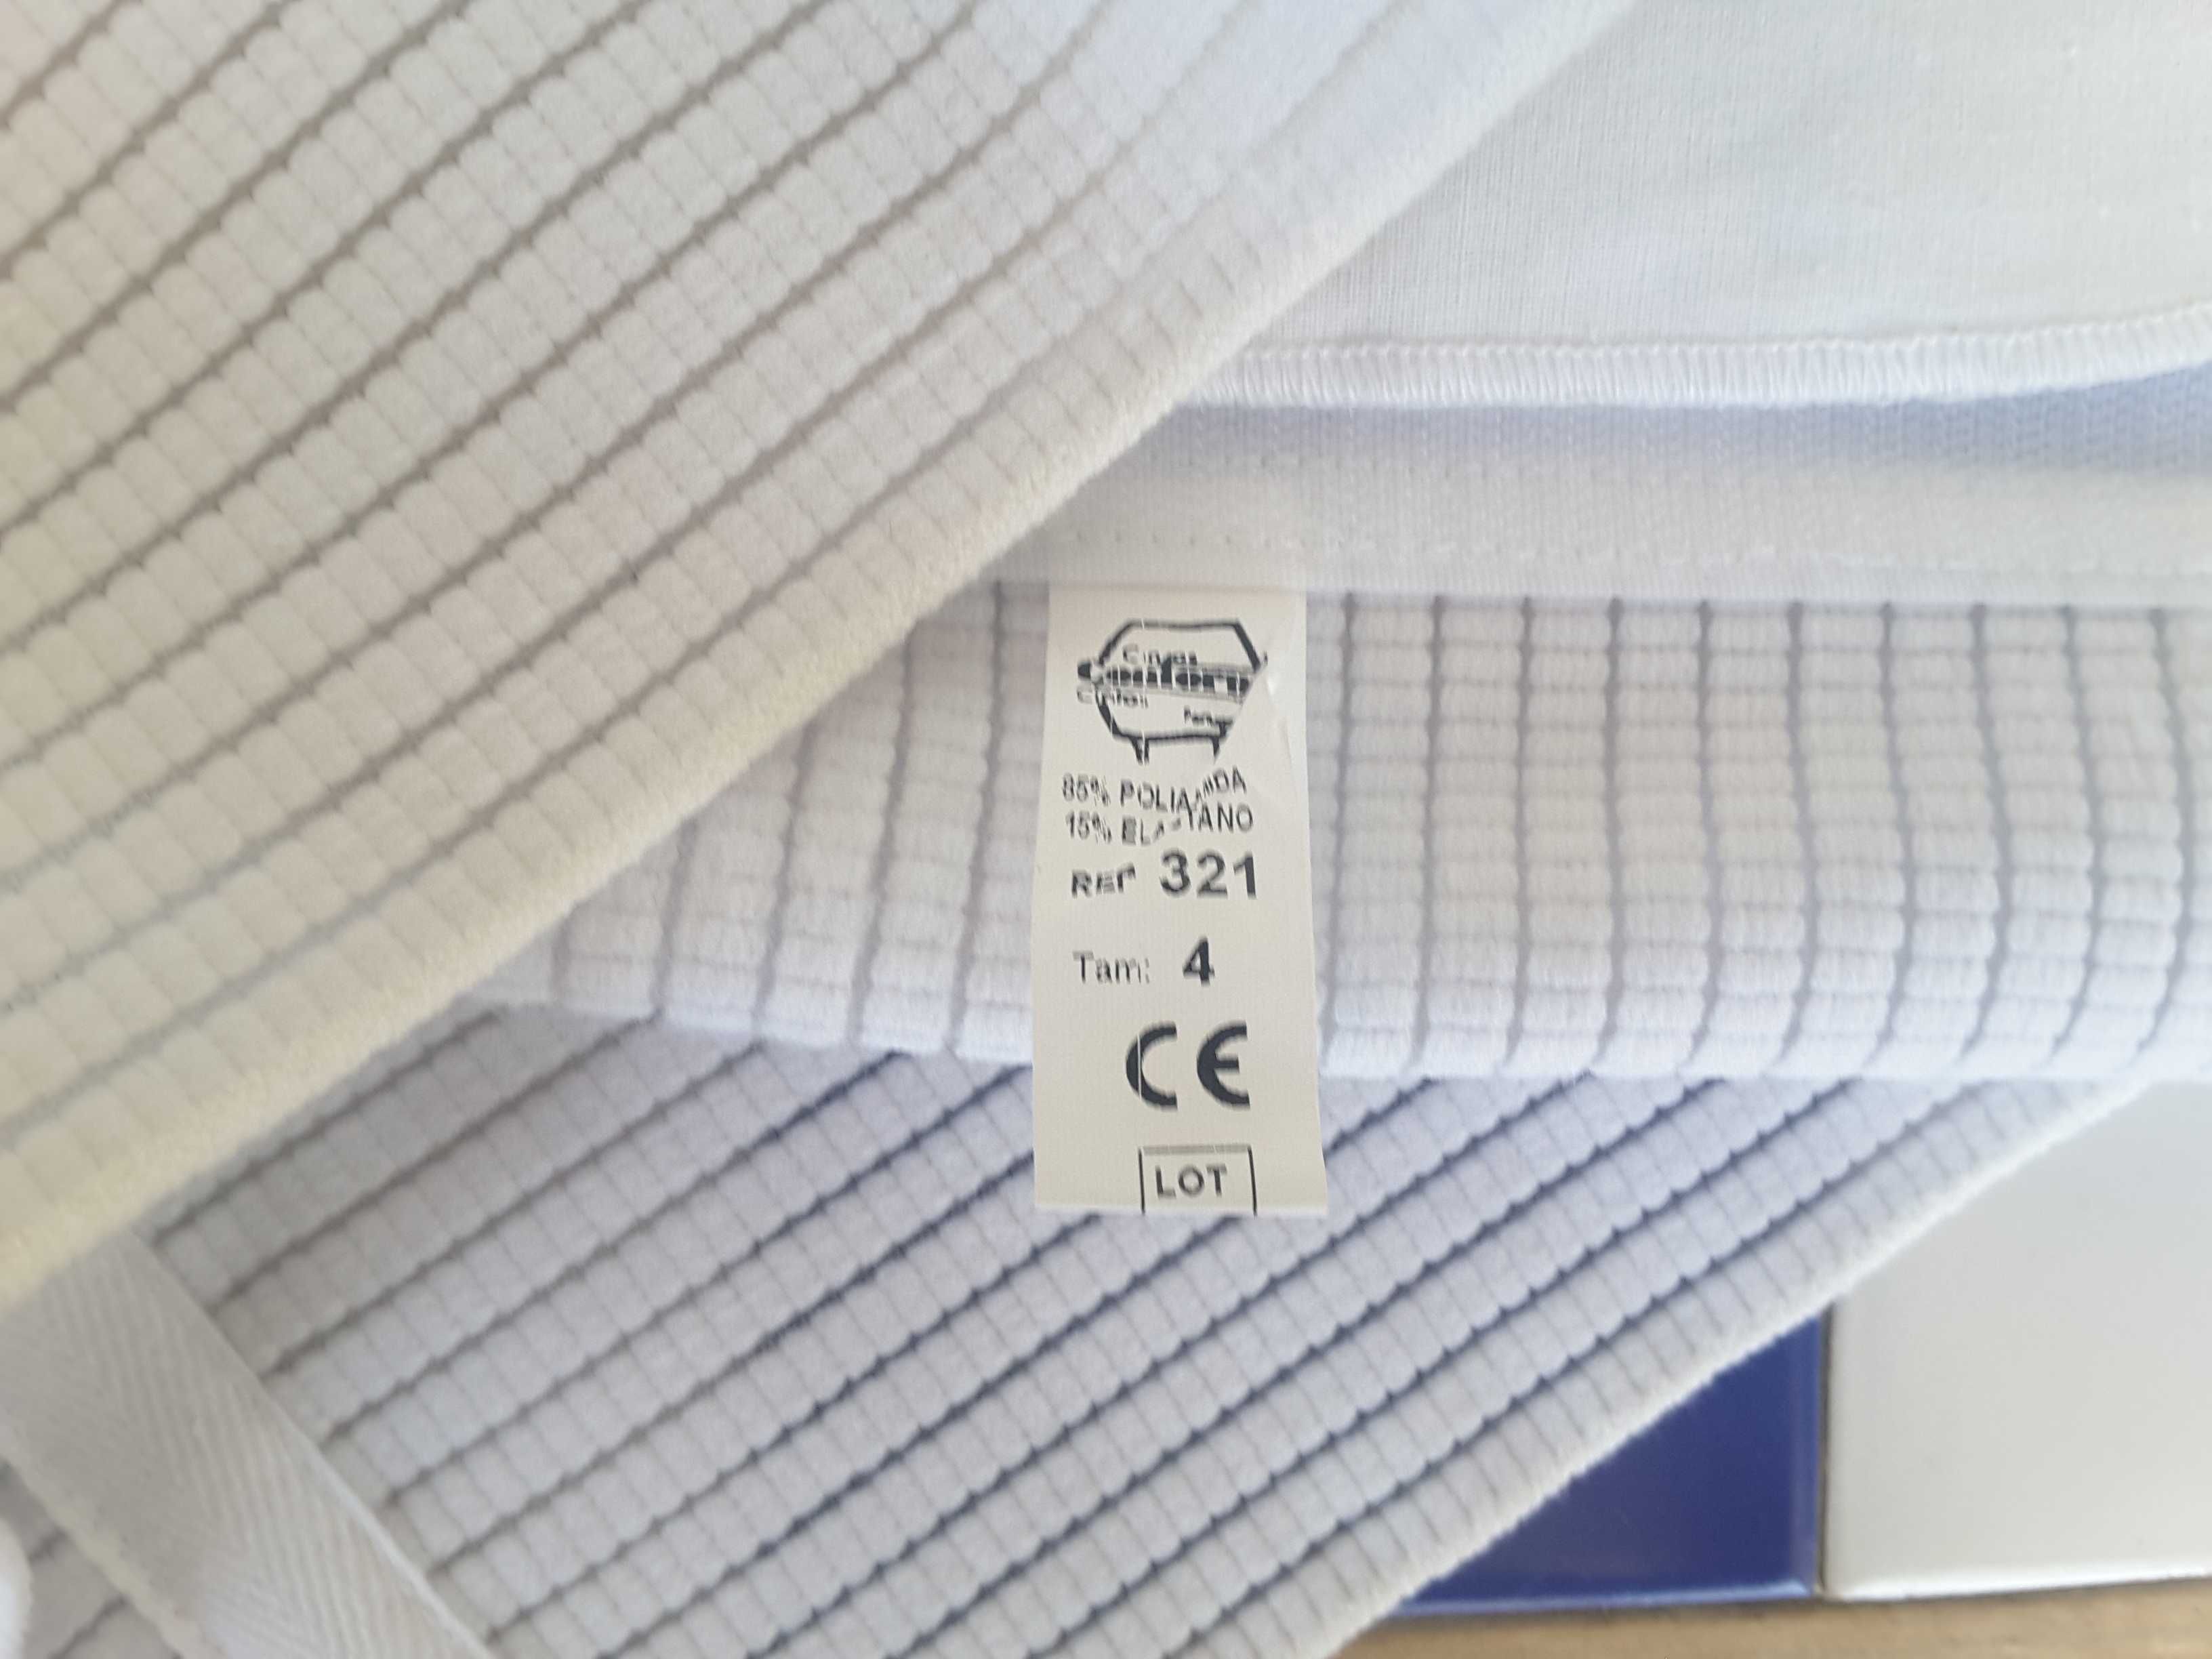 85% POLIAMIDA
15% ELASTANO
REF 321
Tam: 4
CE
LOT